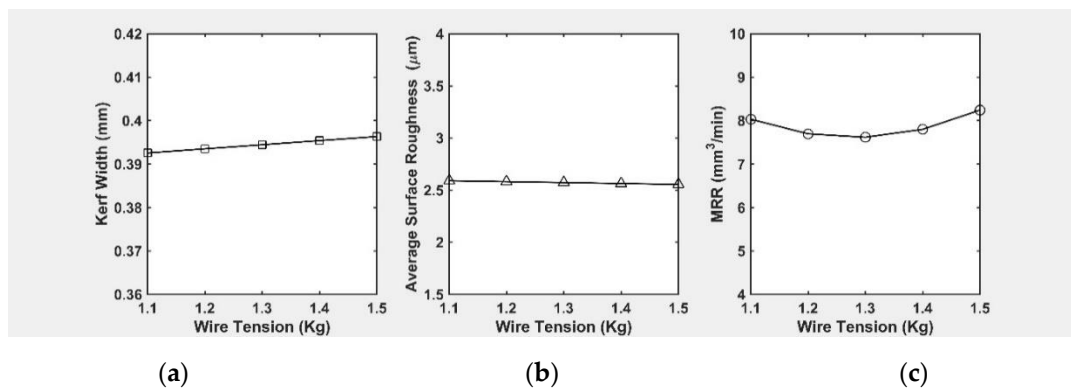 0.42
0.41
0.4
0.39
0.38
0.37
0.36
Kerf Width (mm)
1.1 1.2 1.3 1.4 1.5
Wire Tension (Kg)
4
3.5
3
2.5
2
1.5
Average Surface Roughness (μm)
1.1 1.2 1.3 1.4 1.5
Wire Tension (Kg)
10
9
8
7
6
5
4
MRR (mm³/min)
1.1 1.2 1.3 1.4 1.5
Wire Tension (Kg)
(a) (b) (c)